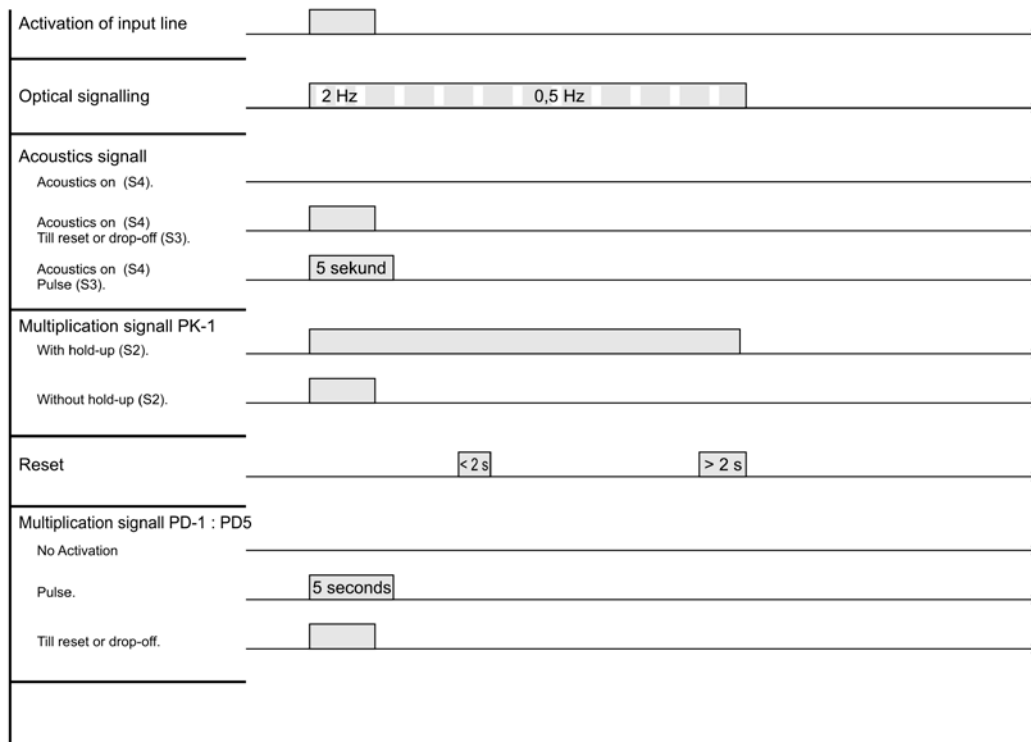 Activation of input line
Optical signalling
2 Hz
0,5 Hz
Acoustics signall
Acoustics on (S4).
Acoustics on (S4)
Till reset or drop-off (S3).
Acoustics on (S4)
Pulse (S3).
5 sekund
Multiplication signall PK-1
With hold-up (S2).
Without hold-up (S2).
Reset
< 2 s
> 2 s
Multiplication signall PD-1 : PD5
No Activation
Pulse.
5 seconds
Till reset or drop-off.